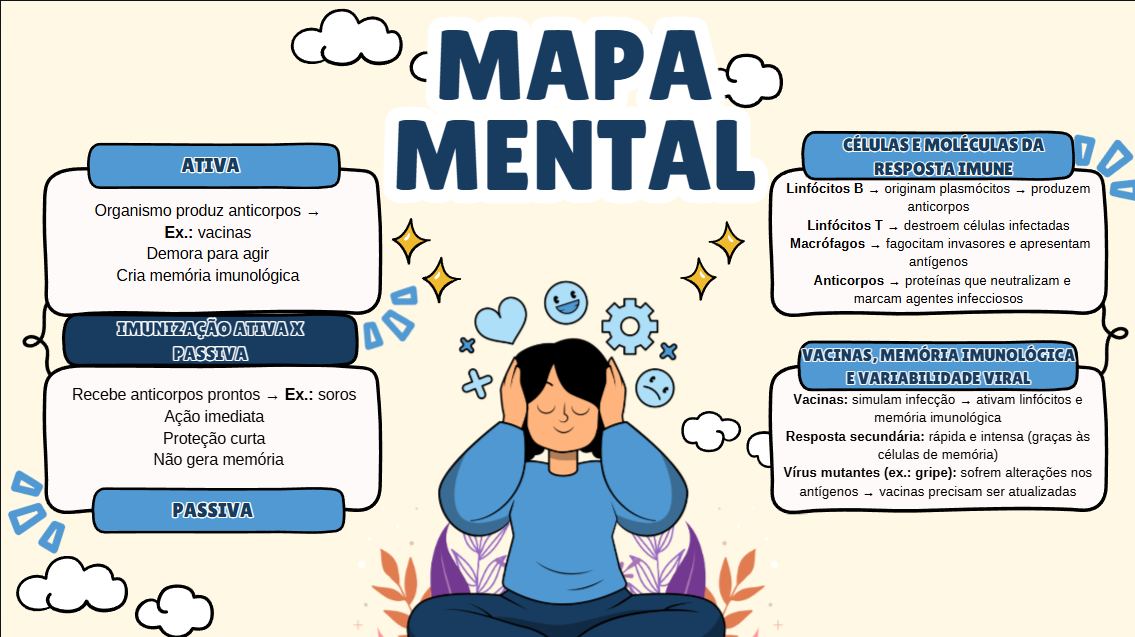 MAPA
MENTAL
ATIVA
Organismo produz anticorpos →
Ex.: vacinas
Demora para agir
Cria memória imunológica
IMUNIZAÇÃO ATIVA X
PASSIVA
Recebe anticorpos prontos → Ex.: soros
Ação imediata
Proteção curta
Não gera memória
PASSIVA
CÉLULAS E MOLÉCULAS DA
RESPOSTA IMUNE
Linfócitos B → originam plasmócitos → produzem
anticorpos
Linfócitos T → destroem células infectadas
Macrófagos → fagocitam invasores e apresentam
antígenos
Anticorpos → proteínas que neutralizam e
marcam agentes infecciosos
VACINAS, MEMÓRIA IMUNOLÓGICA
E VARIABILIDADE VIRAL
Vacinas: simulam infecção → ativam linfócitos e
memória imunológica
Resposta secundária: rápida e intensa (graças às
células de memória)
Vírus mutantes (ex.: gripe): sofrem alterações nos
antígenos → vacinas precisam ser atualizadas